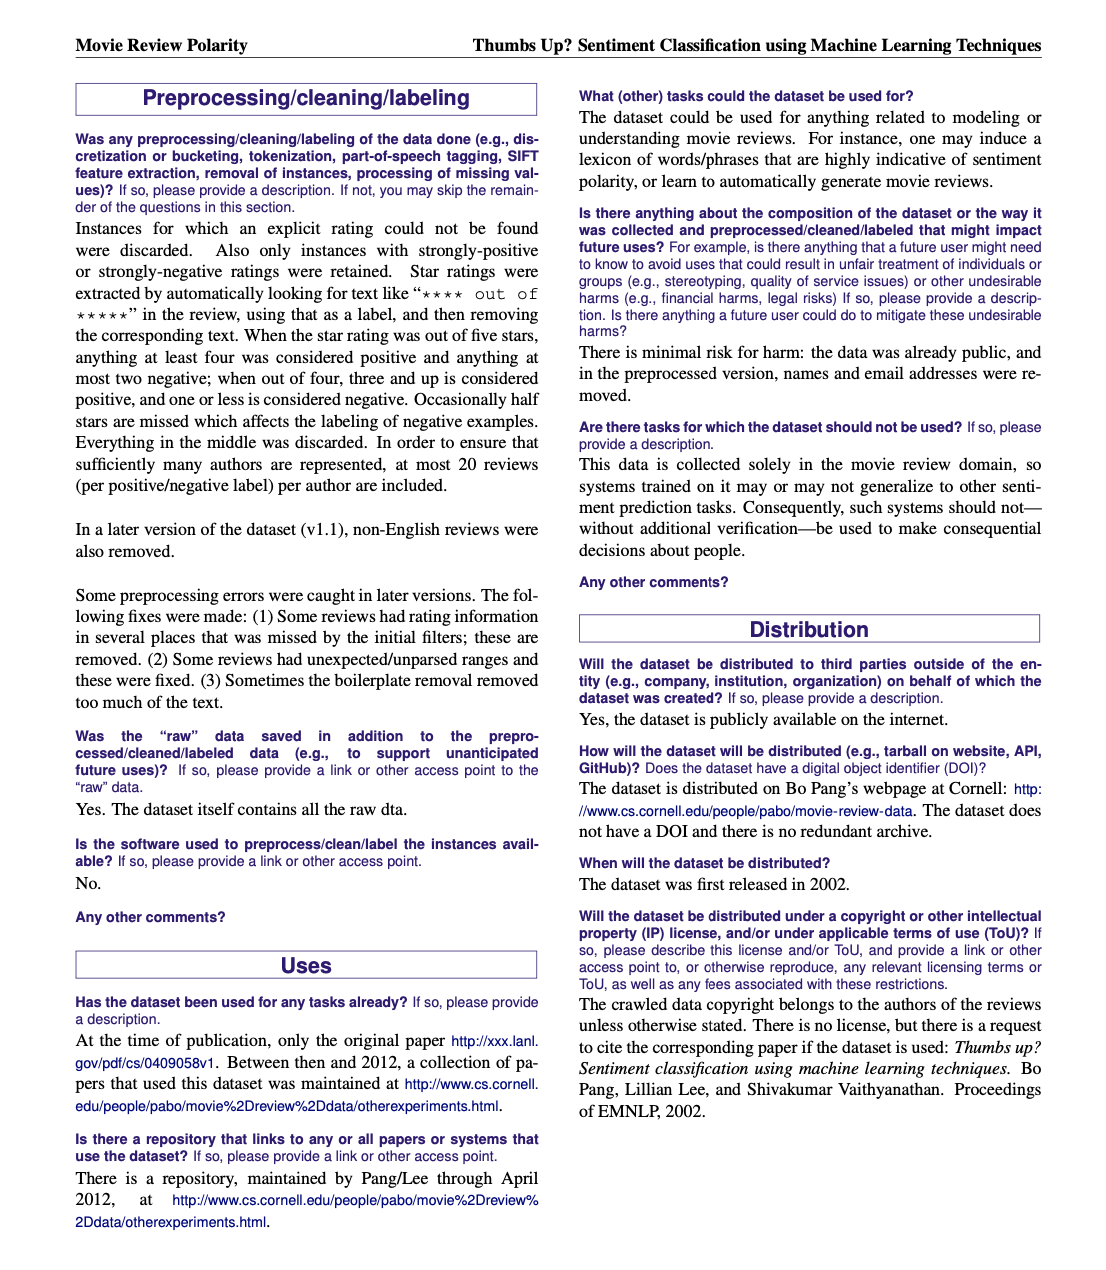 Movie Review Polarity
Thumbs Up? Sentiment Classification using Machine Learning Techniques
Preprocessing/cleaning/labeling
Was any preprocessing/cleaning/labeling of the data done (e.g., dis-
cretization or bucketing, tokenization, part-of-speech tagging, SIFT
feature extraction, removal of instances, processing of missing val-
ues)? If so, please provide a description. If not, you may skip the remain-
der of the questions in this section.
Instances for which an explicit rating could not be found
were discarded. Also only instances with strongly-positive
or strongly-negative ratings were retained. Star ratings were
extracted by automatically looking for text like “**** out of
*****” in the review, using that as a label, and then removing
the corresponding text. When the star rating was out of five stars,
anything at least four was considered positive and anything at
most two negative; when out of four, three and up is considered
positive, and one or less is considered negative. Occasionally half
stars are missed which affects the labeling of negative examples.
Everything in the middle was discarded. In order to ensure that
sufficiently many authors are represented, at most 20 reviews
(per positive/negative label) per author are included.
In a later version of the dataset (v1.1), non-English reviews were
also removed.
Some preprocessing errors were caught in later versions. The fol-
lowing fixes were made: (1) Some reviews had rating information
in several places that was missed by the initial filters; these are
removed. (2) Some reviews had unexpected/unparsed ranges and
these were fixed. (3) Sometimes the boilerplate removal removed
too much of the text.
Was the “raw” data saved in addition to the prepro-
cessed/cleaned/labeled data (e.g., to support unanticipated
future uses)? If so, please provide a link or other access point to the
“raw” data.
Yes. The dataset itself contains all the raw dta.
Is the software used to preprocess/clean/label the instances avail-
able? If so, please provide a link or other access point.
No.
Any other comments?
Uses
Has the dataset been used for any tasks already? If so, please provide
a description.
At the time of publication, only the original paper http://xxx.lanl.
gov/pdf/cs/0409058v1. Between then and 2012, a collection of pa-
pers that used this dataset was maintained at http://www.cs.cornell.
edu/people/pabo/movie%2Dreview%2Ddata/otherexperiments.html.
Is there a repository that links to any or all papers or systems that
use the dataset? If so, please provide a link or other access point.
There is a repository, maintained by Pang/Lee through April
2012, at http://www.cs.cornell.edu/people/pabo/movie%2Dreview%
2Ddata/otherexperiments.html.
What (other) tasks could the dataset be used for?
The dataset could be used for anything related to modeling or
understanding movie reviews. For instance, one may induce a
lexicon of words/phrases that are highly indicative of sentiment
polarity, or learn to automatically generate movie reviews.
Is there anything about the composition of the dataset or the way it
was collected and preprocessed/cleaned/labeled that might impact
future uses? For example, is there anything that a future user might need
to know to avoid uses that could result in unfair treatment of individuals or
groups (e.g., stereotyping, quality of service issues) or other undesirable
harms (e.g., financial harms, legal risks) If so, please provide a descrip-
tion. Is there anything a future user could do to mitigate these undesirable
harms?
There is minimal risk for harm: the data was already public, and
in the preprocessed version, names and email addresses were re-
moved.
Are there tasks for which the dataset should not be used? If so, please
provide a description.
This data is collected solely in the movie review domain, so
systems trained on it may or may not generalize to other senti-
ment prediction tasks. Consequently, such systems should not—
without additional verification—be used to make consequential
decisions about people.
Any other comments?
Distribution
Will the dataset be distributed to third parties outside of the en-
tity (e.g., company, institution, organization) on behalf of which the
dataset was created? If so, please provide a description.
Yes, the dataset is publicly available on the internet.
How will the dataset will be distributed (e.g., tarball on website, API,
GitHub)? Does the dataset have a digital object identifier (DOI)?
The dataset is distributed on Bo Pang’s webpage at Cornell: http:
//www.cs.cornell.edu/people/pabo/movie-review-data. The dataset does
not have a DOI and there is no redundant archive.
When will the dataset be distributed?
The dataset was first released in 2002.
Will the dataset be distributed under a copyright or other intellectual
property (IP) license, and/or under applicable terms of use (ToU)? If
so, please describe this license and/or ToU, and provide a link or other
access point to, or otherwise reproduce, any relevant licensing terms or
ToU, as well as any fees associated with these restrictions.
The crawled data copyright belongs to the authors of the reviews
unless otherwise stated. There is no license, but there is a request
to cite the corresponding paper if the dataset is used: Thumbs up?
Sentiment classification using machine learning techniques. Bo
Pang, Lillian Lee, and Shivakumar Vaithyanathan. Proceedings
of EMNLP, 2002.